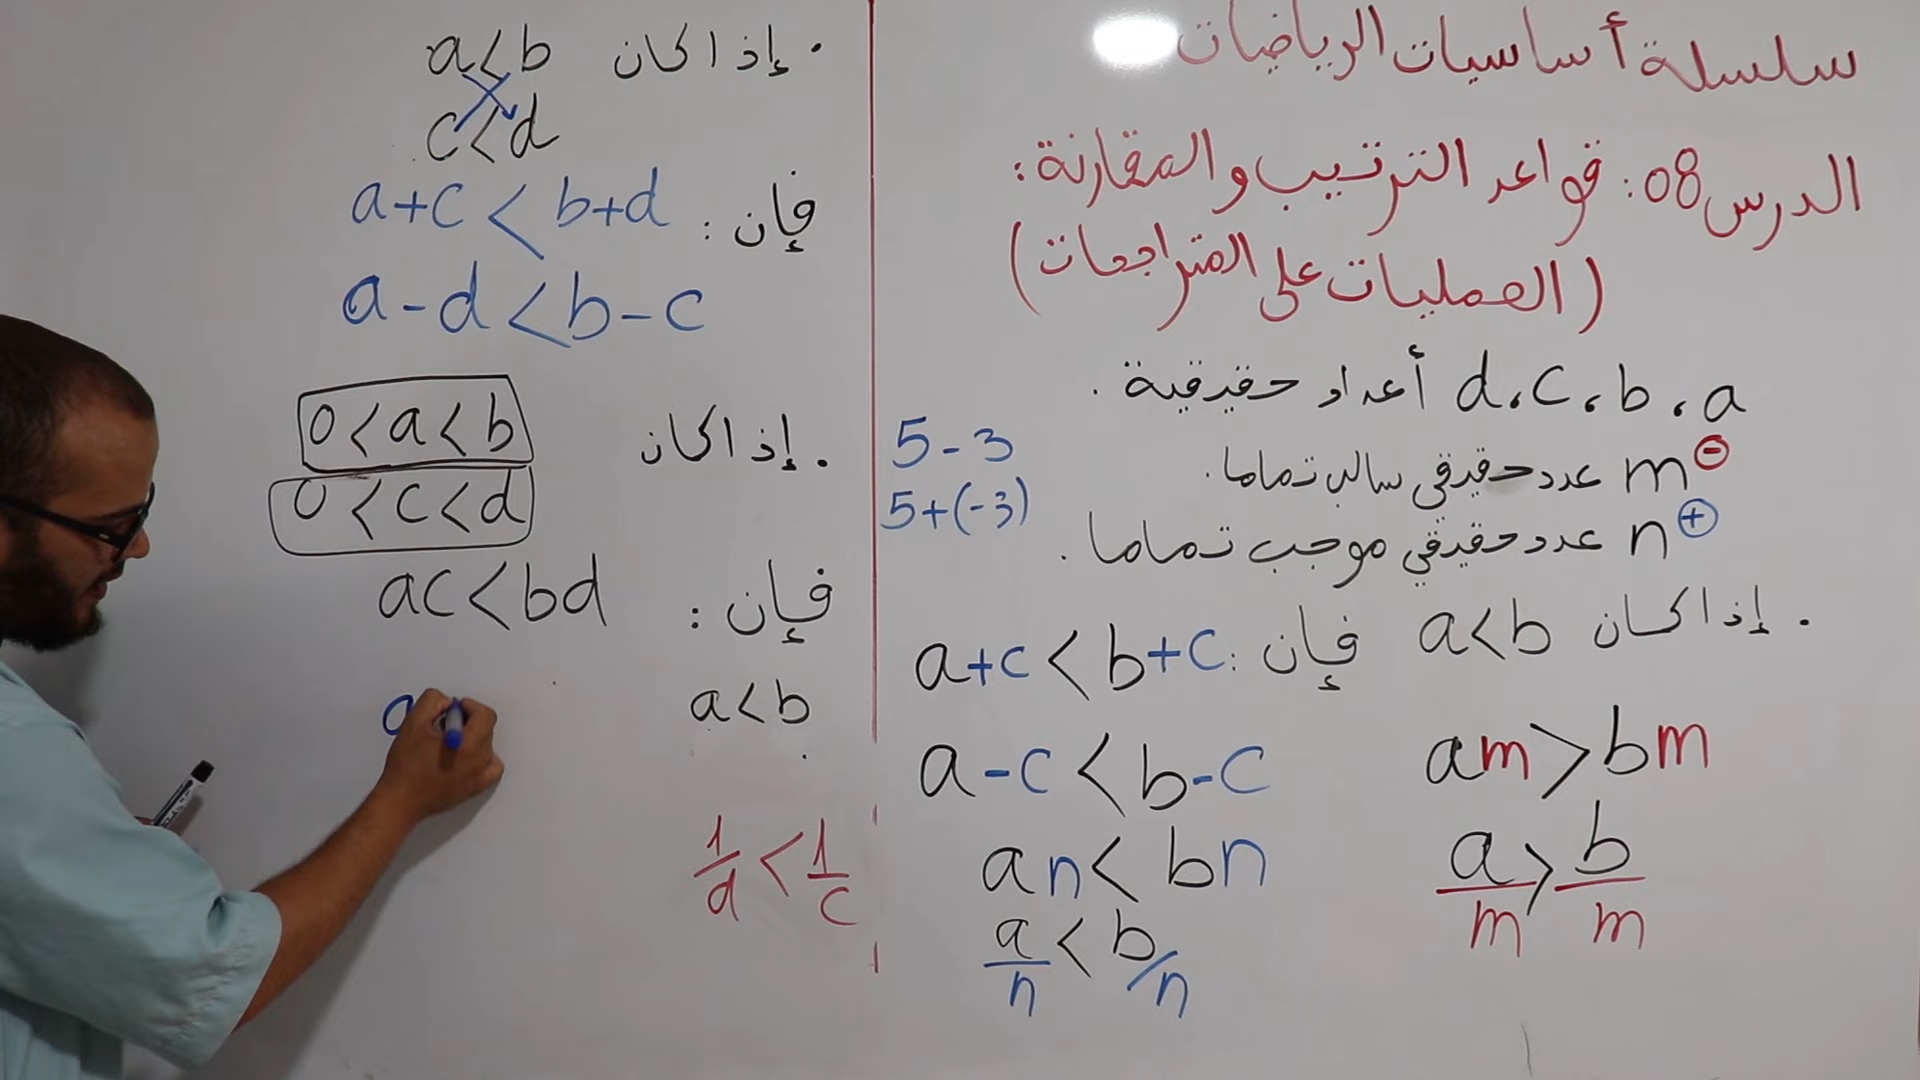 سلسلة أساسيات الرياضيات
الدرس 08: قواعد الترتيب والمقارنة:
(العمليات على المتراجحات)
a، b، c، d أعداد حقيقية.
m⊖ عدد حقيقي سالب تماما.
n⊕ عدد حقيقي موجب تماما.
5-3
5+(-3)
. إذا كان a<b فإن: a+c<b+c
am>bm
a-c<b-c
a/m>b/m
an<bn
a/n<b/n
. إذا كان a<b
c<d
فإن: a+c<b+d
a-d<b-c
. إذا كان 0<a<b
0<c<d
فإن: ac<bd
a<b
a
1/d<1/c